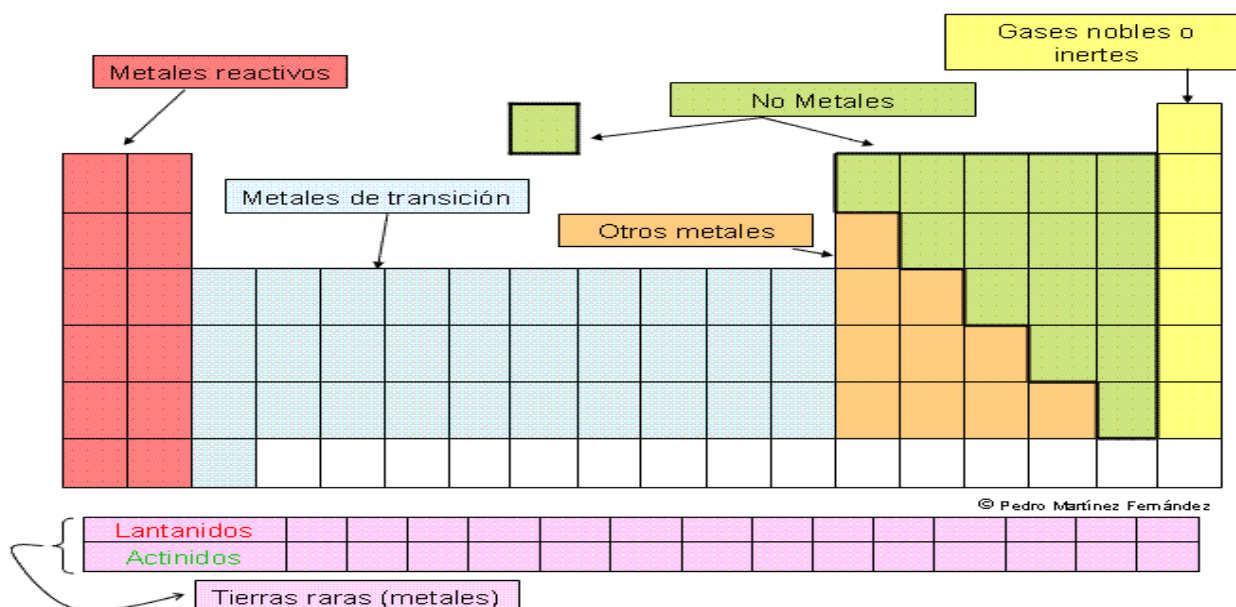 Gases nobles o
inertes
Metales reactivos
No Metales
Metales de transición
Otros metales
© Pedro Martínez Fernández
Lantanidos
Actinidos
Tierras raras (metales)